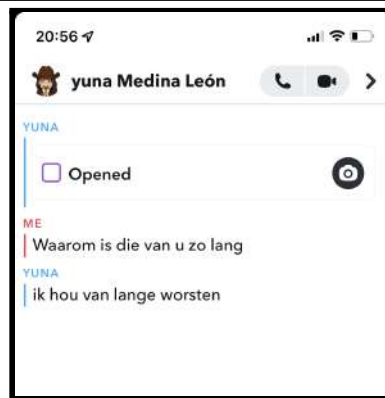 20:56
yuna Medina León
YUNA
Opened
ME
Waarom is die van u zo lang
YUNA
ik hou van lange worsten